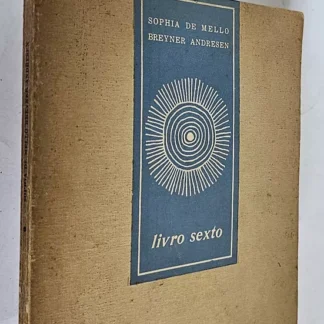 SOPHIA DE MELLO
BREYNER ANDRESEN
livro sexto